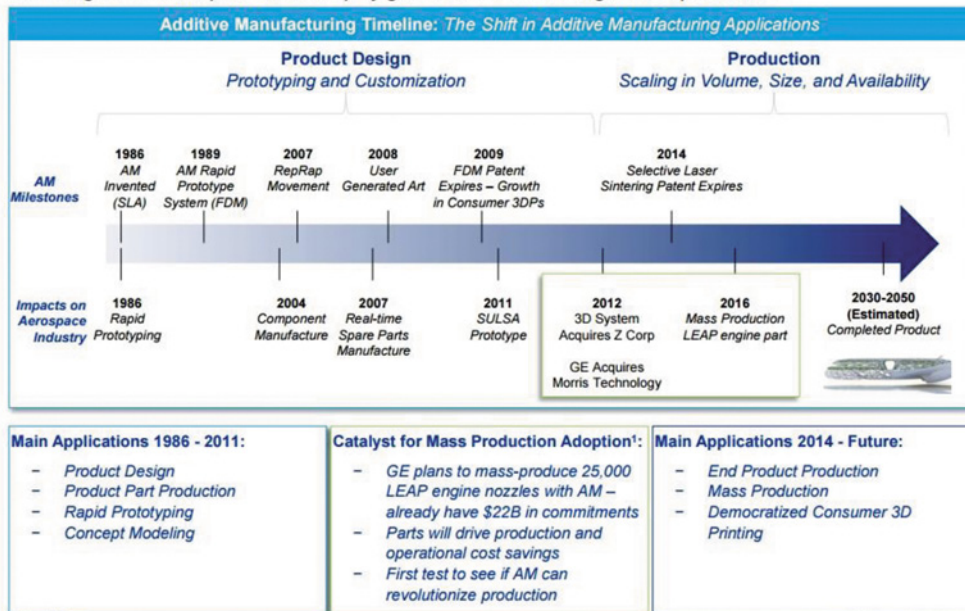 Additive Manufacturing Timeline: The Shift in Additive Manufacturing Applications
Product Design
Prototyping and Customization
Production
Scaling in Volume, Size, and Availability
AM
Milestones
1986
AM
Invented
(SLA)
1989
AM Rapid
Prototype
System (FDM)
2007
RepRap
Movement
2008
User
Generated Art
2009
FDM Patent
Expires – Growth
in Consumer 3DPs
2014
Selective Laser
Sintering Patent Expires
Impacts on
Aerospace
Industry
1986
Rapid
Prototyping
2004
Component
Manufacture
2007
Real-time
Spare Parts
Manufacture
2011
SULSA
Prototype
2012
3D System
Acquires Z Corp
GE Acquires
Morris Technology
2016
Mass Production
LEAP engine part
2030-2050
(Estimated)
Completed Product
Main Applications 1986 - 2011:
– Product Design
– Product Part Production
– Rapid Prototyping
– Concept Modeling
Catalyst for Mass Production Adoption¹:
– GE plans to mass-produce 25,000
LEAP engine nozzles with AM –
already have $22B in commitments
– Parts will drive production and
operational cost savings
– First test to see if AM can
revolutionize production
Main Applications 2014 - Future:
– End Product Production
– Mass Production
– Democratized Consumer 3D
Printing